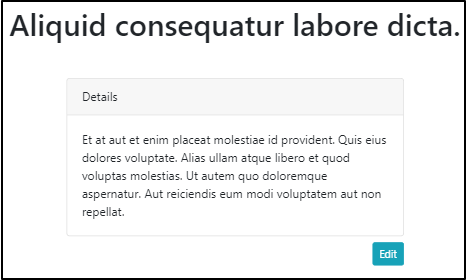 Aliquid consequatur labore dicta.
Details
Et at aut et enim placeat molestiae id provident. Quis eius
dolores voluptate. Alias ullam atque libero et quod
voluptas molestias. Ut autem quo doloremque
aspernatur. Aut reiciendis eum modi voluptatem aut non
repellat.
Edit